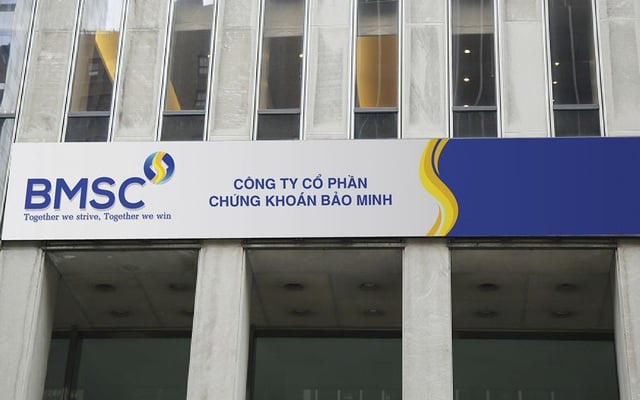 BMSC
Together we strive, Together we win
CÔNG TY CỔ PHẦN
CHỨNG KHOÁN BẢO MINH